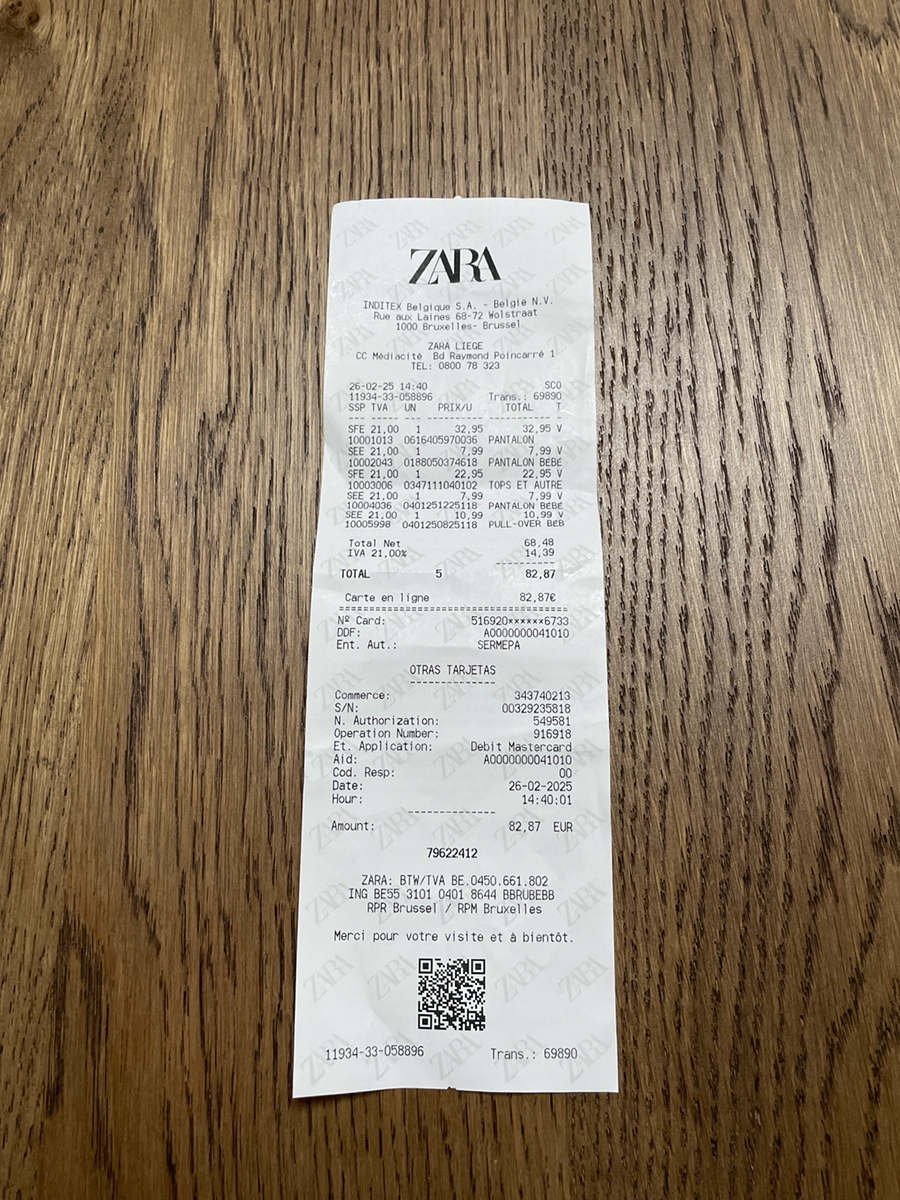 ZARA
INDITEX Belgique S.A. - België N.V.
Rue aux Laines 68-72 Wolstraat
1000 Bruxelles- Brussel
ZARA LIEGE
CC Médiacité Bd Raymond Poincarré 1
TEL: 0800 78 323
26-02-25 14:40 SCO
11934-33-058896 Trans.: 69890
SSP TVA UN PRIX/U TOTAL T
--- ----- --- ----------- --------- -
SFE 21,00 1 32,95 32,95 V
10001013 0616405970036 PANTALON
SEE 21,00 1 7,99 7,99 V
10002043 0188050374618 PANTALON BEBE
SFE 21,00 1 22,95 22,95 V
10003006 0347111040102 TOPS ET AUTRE
SEE 21,00 1 7,99 7,99 V
10004036 0401251225118 PANTALON BEBE
SEE 21,00 1 10,99 10,99 V
10005998 0401250825118 PULL-OVER BEB
Total Net 68,48
IVA 21,00% 14,39
----------
TOTAL 5 82,87
Carte en ligne 82,87€
========================================
Nº Card: 516920******6733
DDF: A0000000041010
Ent. Aut.: SERMEPA
OTRAS TARJETAS
--------------
Commerce: 343740213
S/N: 00329235818
N. Authorization: 549581
Operation Number: 916918
Et. Application: Debit Mastercard
Aid: A0000000041010
Cod. Resp: 00
Date: 26-02-2025
Hour: 14:40:01
--------------
Amount: 82,87 EUR
79622412
ZARA: BTW/TVA BE.0450.661.802
ING BE55 3101 0401 8644 BBRUBEBB
RPR Brussel / RPM Bruxelles
Merci pour votre visite et à bientôt.
11934-33-058896 Trans.: 69890